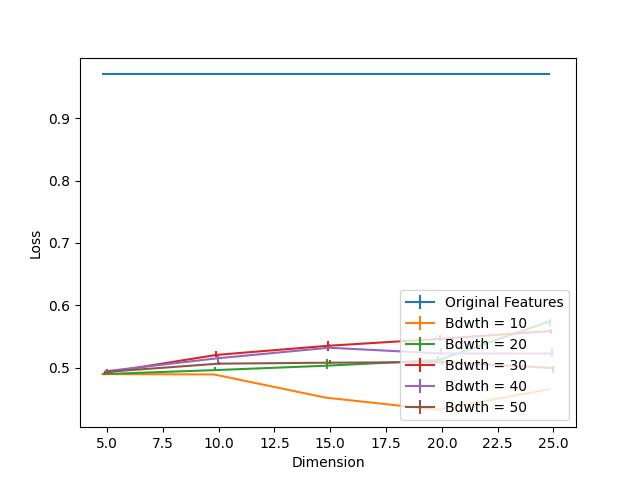 Loss
0.9
0.8
0.7
0.6
0.5
Original Features
Bdwth = 10
Bdwth = 20
Bdwth = 30
Bdwth = 40
Bdwth = 50
5.0 7.5 10.0 12.5 15.0 17.5 20.0 22.5 25.0
Dimension